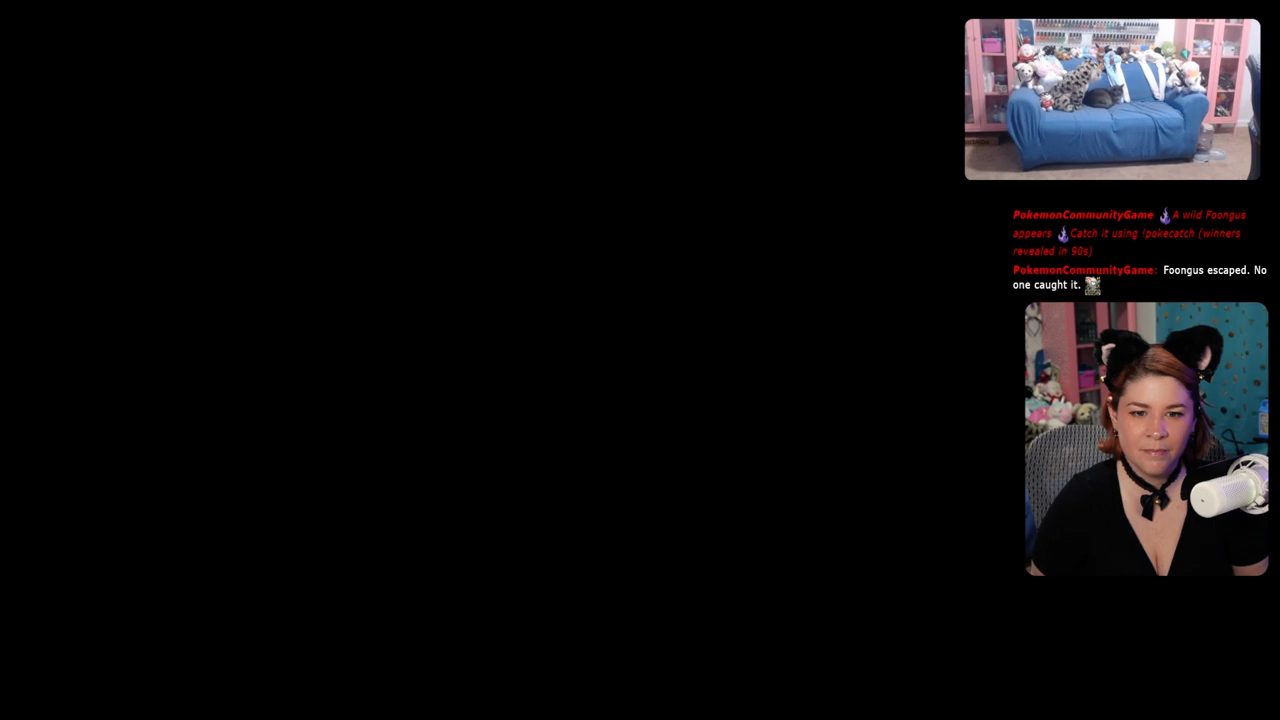 PokemonCommunityGame A wild Foongus
appears Catch it using !pokecatch (winners
revealed in 90s)
PokemonCommunityGame: Foongus escaped. No
one caught it.